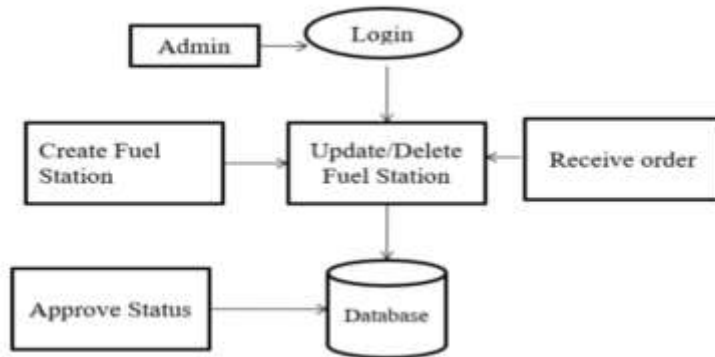 Login
Admin
Create Fuel
Station
Update/Delete
Fuel Station
Receive order
Approve Status
Database